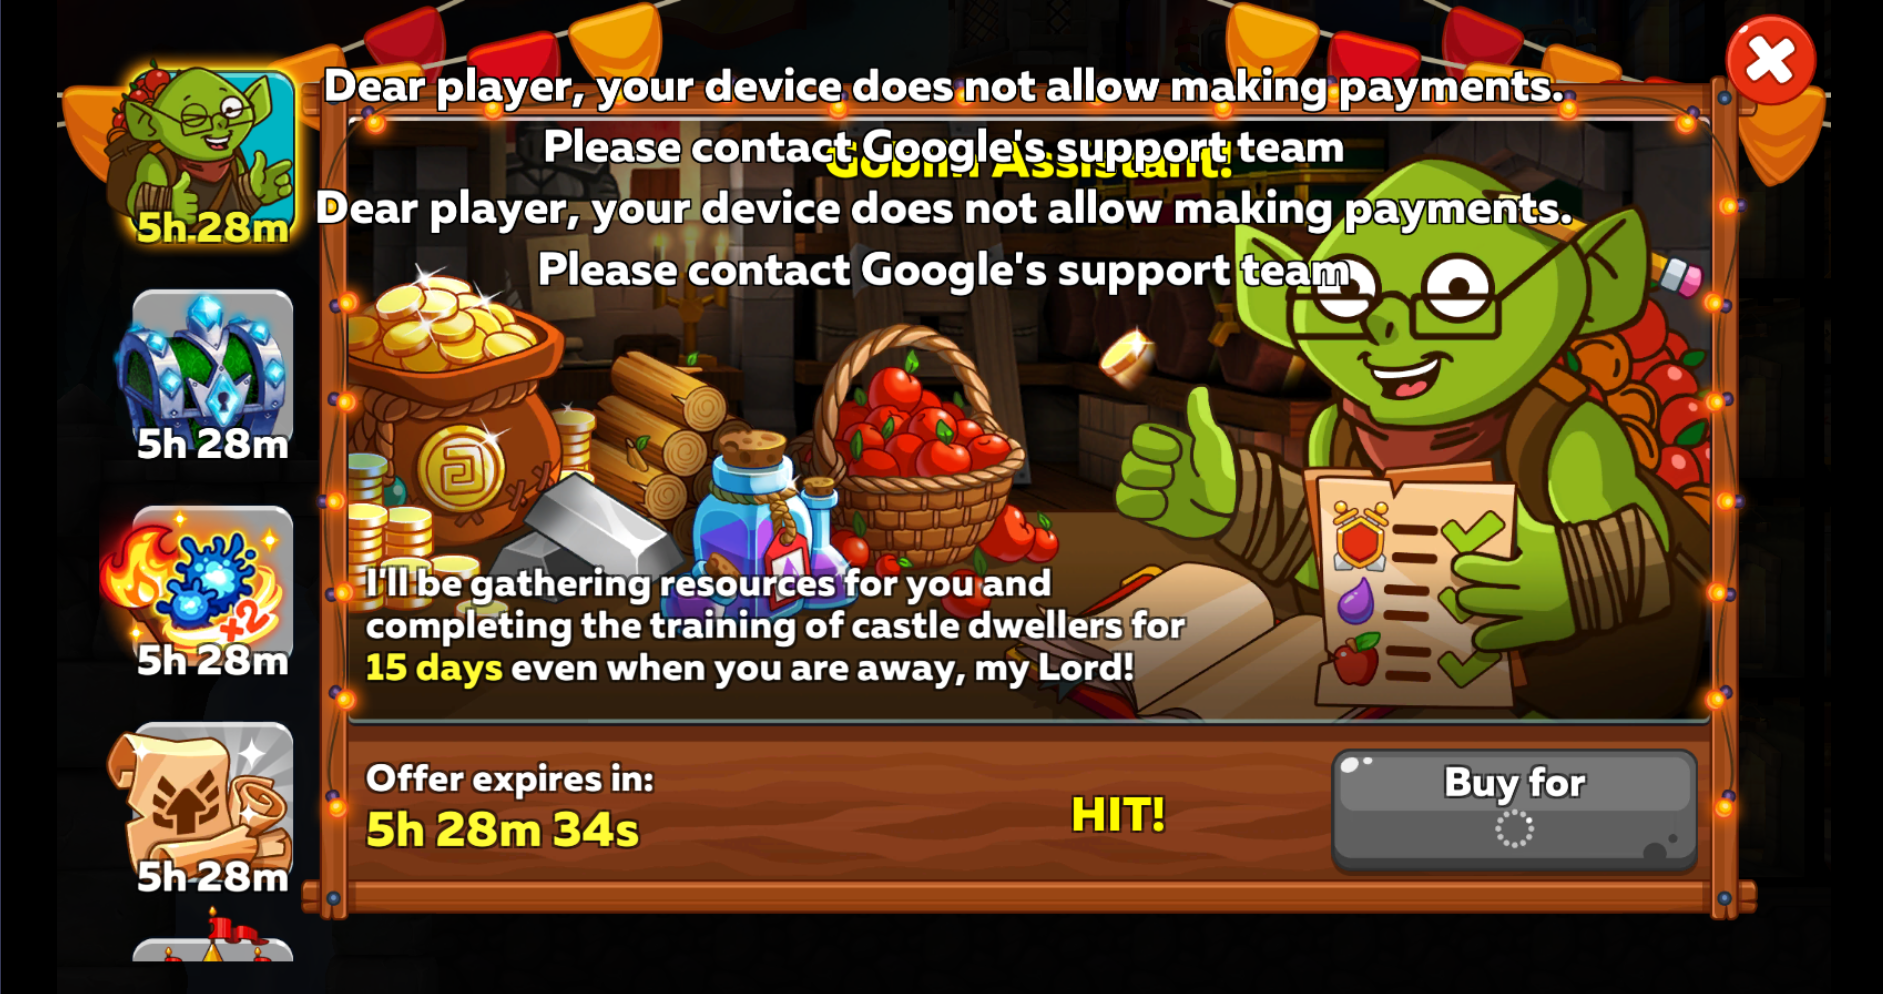 Dear player, your device does not allow making payments.
Please contact Google's support team
Goblin Assistant!
Dear player, your device does not allow making payments.
Please contact Google's support team
5h 28m
5h 28m
x2
5h 28m
5h 28m
I'll be gathering resources for you and
completing the training of castle dwellers for
15 days even when you are away, my Lord!
Offer expires in:
5h 28m 34s
HIT!
Buy for